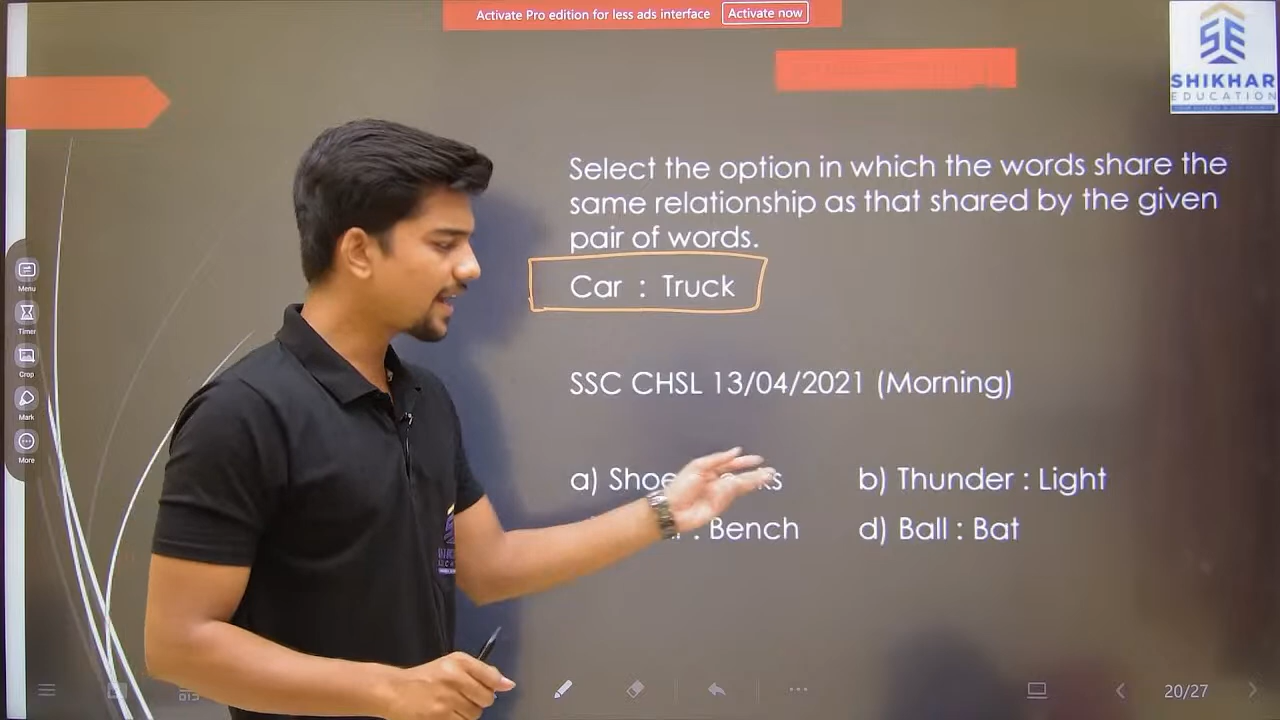 Activate Pro edition for less ads interface Activate now
SHIKHAR
EDUCATION
Select the option in which the words share the
same relationship as that shared by the given
pair of words.
Car : Truck
SSC CHSL 13/04/2021 (Morning)
a) b) Thunder : Light
: Bench d) Ball : Bat
Menu
Timer
Crop
Mark
More
20/27